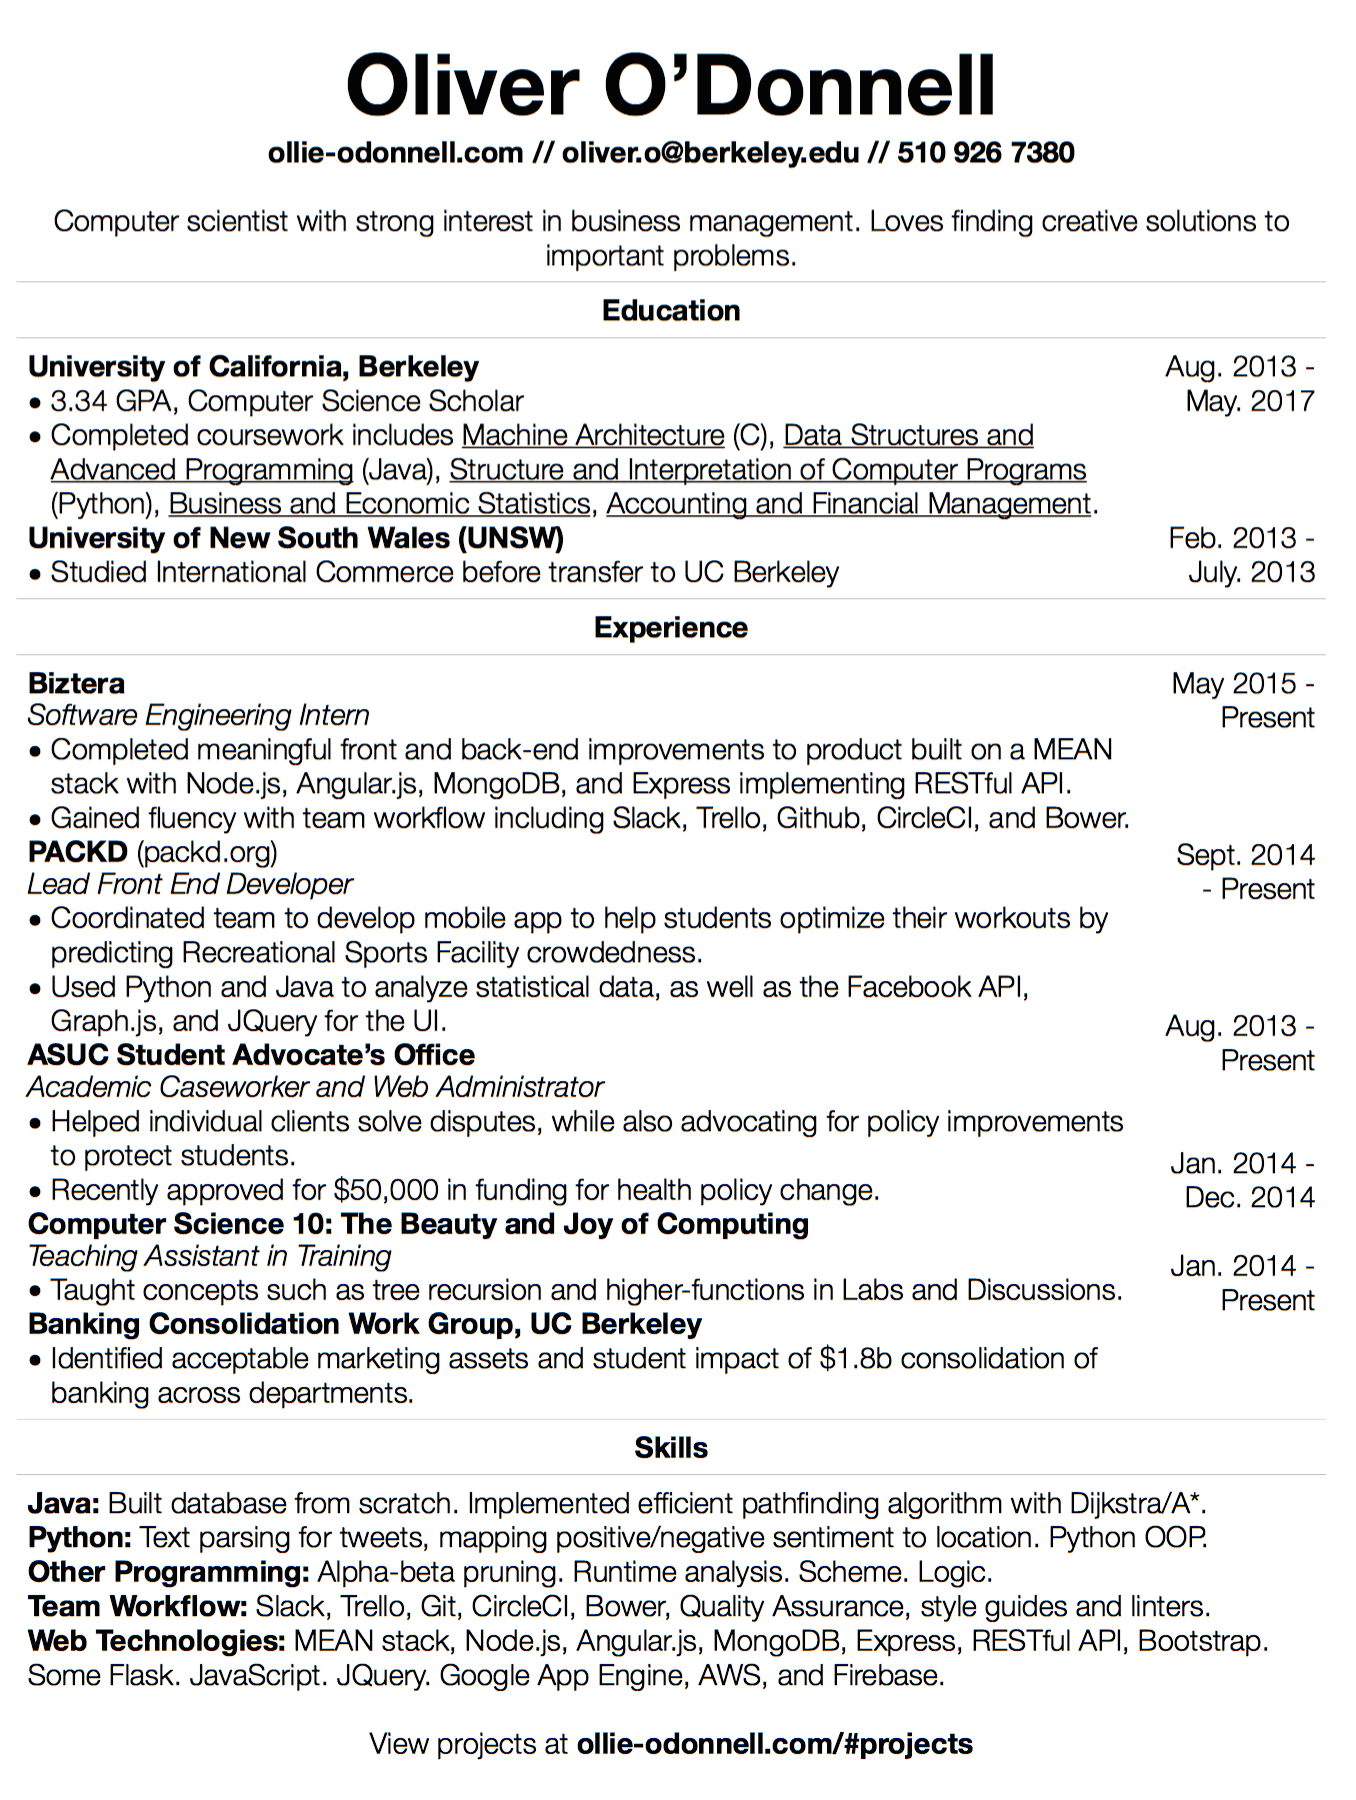 Oliver O’Donnell
ollie-odonnell.com // oliver.o@berkeley.edu // 510 926 7380
Computer scientist with strong interest in business management. Loves finding creative solutions to
important problems.
Education
University of California, Berkeley Aug. 2013 -
• 3.34 GPA, Computer Science Scholar May. 2017
• Completed coursework includes Machine Architecture (C), Data Structures and
Advanced Programming (Java), Structure and Interpretation of Computer Programs
(Python), Business and Economic Statistics, Accounting and Financial Management.
University of New South Wales (UNSW) Feb. 2013 -
• Studied International Commerce before transfer to UC Berkeley July. 2013
Experience
Biztera May 2015 -
Software Engineering Intern Present
• Completed meaningful front and back-end improvements to product built on a MEAN
stack with Node.js, Angular.js, MongoDB, and Express implementing RESTful API.
• Gained fluency with team workflow including Slack, Trello, Github, CircleCI, and Bower.
PACKD (packd.org) Sept. 2014
Lead Front End Developer - Present
• Coordinated team to develop mobile app to help students optimize their workouts by
predicting Recreational Sports Facility crowdedness.
• Used Python and Java to analyze statistical data, as well as the Facebook API,
Graph.js, and JQuery for the UI. Aug. 2013 -
ASUC Student Advocate’s Office Present
Academic Caseworker and Web Administrator
• Helped individual clients solve disputes, while also advocating for policy improvements
to protect students. Jan. 2014 -
• Recently approved for $50,000 in funding for health policy change. Dec. 2014
Computer Science 10: The Beauty and Joy of Computing
Teaching Assistant in Training Jan. 2014 -
• Taught concepts such as tree recursion and higher-functions in Labs and Discussions. Present
Banking Consolidation Work Group, UC Berkeley
• Identified acceptable marketing assets and student impact of $1.8b consolidation of
banking across departments.
Skills
Java: Built database from scratch. Implemented efficient pathfinding algorithm with Dijkstra/A*.
Python: Text parsing for tweets, mapping positive/negative sentiment to location. Python OOP.
Other Programming: Alpha-beta pruning. Runtime analysis. Scheme. Logic.
Team Workflow: Slack, Trello, Git, CircleCI, Bower, Quality Assurance, style guides and linters.
Web Technologies: MEAN stack, Node.js, Angular.js, MongoDB, Express, RESTful API, Bootstrap.
Some Flask. JavaScript. JQuery. Google App Engine, AWS, and Firebase.
View projects at ollie-odonnell.com/#projects